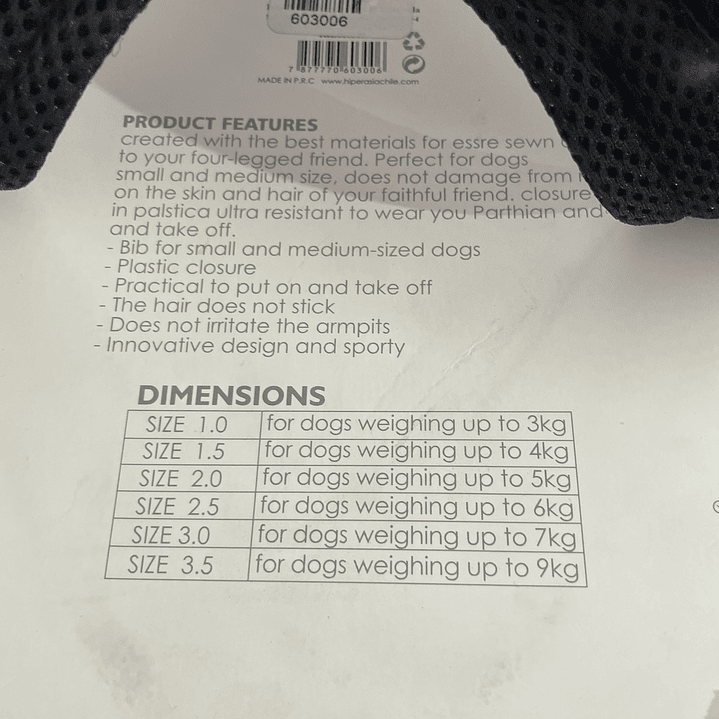 603006
7 877770 603006
MADE IN P.R.C www.hiperasiachile.com
PRODUCT FEATURES
created with the best materials for essre sewn
to your four-legged friend. Perfect for dogs
small and medium size, does not damage from
on the skin and hair of your faithful friend. closure
in palstica ultra resistant to wear you Parthian and
and take off.
- Bib for small and medium-sized dogs
- Plastic closure
- Practical to put on and take off
- The hair does not stick
- Does not irritate the armpits
- Innovative design and sporty
DIMENSIONS
SIZE 1.0 for dogs weighing up to 3kg
SIZE 1.5 for dogs weighing up to 4kg
SIZE 2.0 for dogs weighing up to 5kg
SIZE 2.5 for dogs weighing up to 6kg
SIZE 3.0 for dogs weighing up to 7kg
SIZE 3.5 for dogs weighing up to 9kg